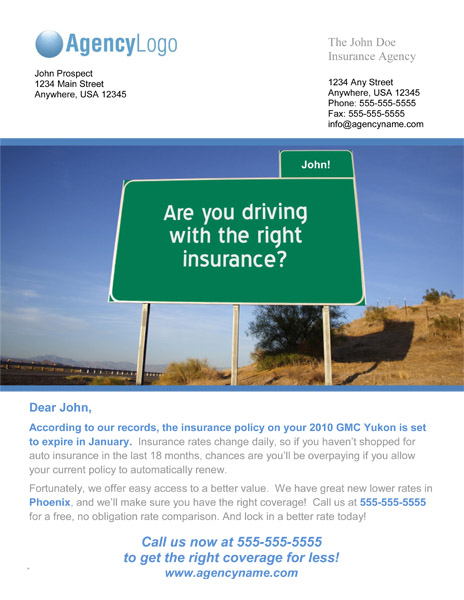 AgencyLogo
The John Doe
Insurance Agency
John Prospect
1234 Main Street
Anywhere, USA 12345
1234 Any Street
Anywhere, USA 12345
Phone: 555-555-5555
Fax: 555-555-5555
info@agencyname.com
John!
Are you driving
with the right
insurance?
Dear John,
According to our records, the insurance policy on your 2010 GMC Yukon is set
to expire in January. Insurance rates change daily, so if you haven't shopped for
auto insurance in the last 18 months, chances are you'll be overpaying if you allow
your current policy to automatically renew.
Fortunately, we offer easy access to a better value. We have great new lower rates in
Phoenix, and we'll make sure you have the right coverage! Call us at 555-555-5555
for a free, no obligation rate comparison. And lock in a better rate today!
Call us now at 555-555-5555
to get the right coverage for less!
www.agencyname.com